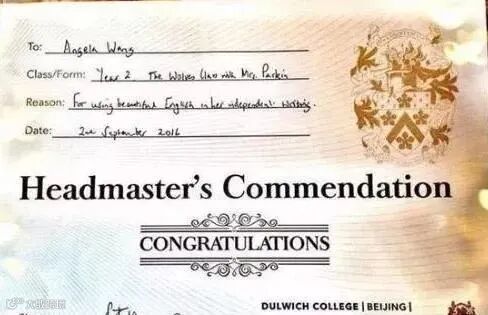 To: Angela Wang
Class/Form: Year 2 The Wolves Class with Mrs. Parkin
Reason: For using beautiful English in her independent writing.
Date: 2nd September 2016
Headmaster's Commendation
CONGRATULATIONS
DULWICH COLLEGE | BEIJING |